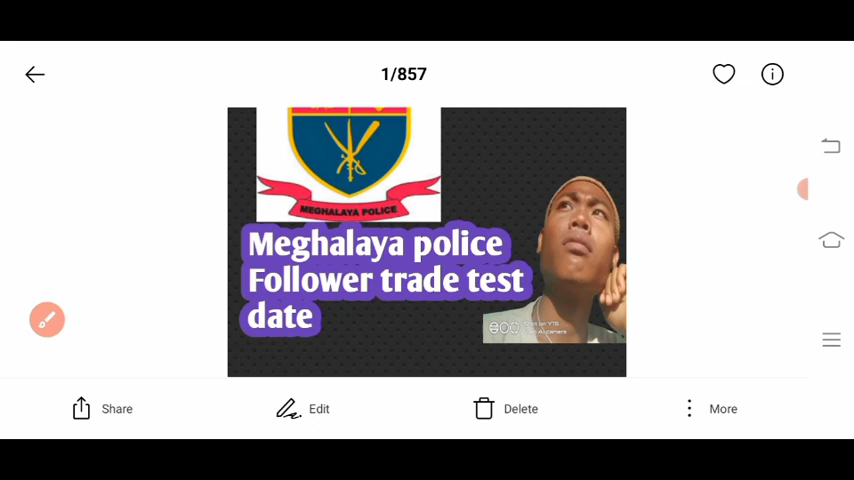 1/857
MEGHALAYA POLICE
Meghalaya police
Follower trade test
date
Share
Edit
Delete
More